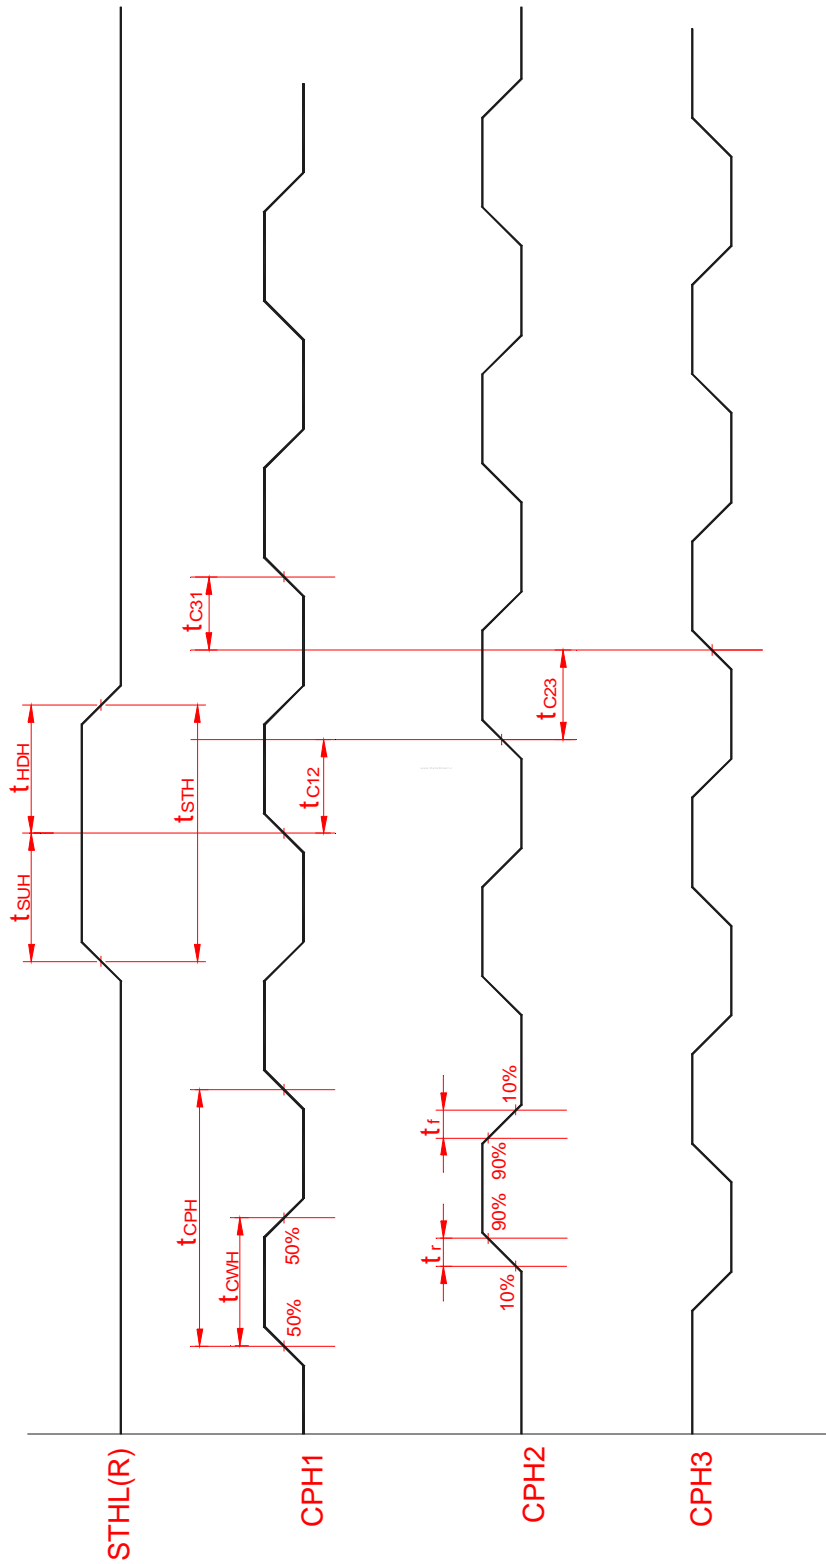 STHL(R)
tSUH
tHDH
tSTH
CPH1
tCPH
tCWH
50%
50%
tC12
tC31
CPH2
tr
tf
10%
90%
90%
10%
tC23
CPH3